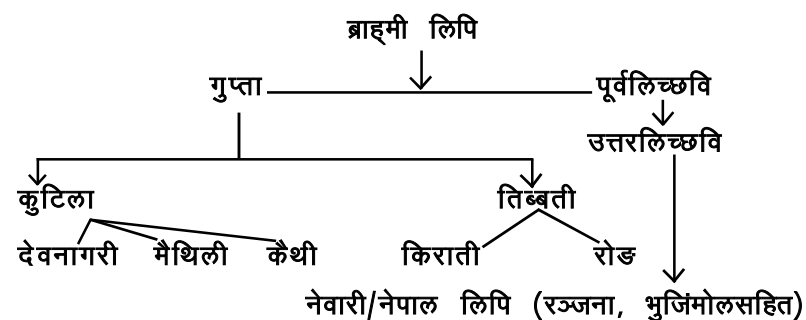 ब्राह्मी लिपि
गुप्ता पूर्वलिच्छवि
उत्तरलिच्छवि
कुटिला तिब्बती
देवनागरी मैथिली कैथी किराती रोङ
नेवारी/नेपाल लिपि (रञ्जना, भुजिंमोलसहित)